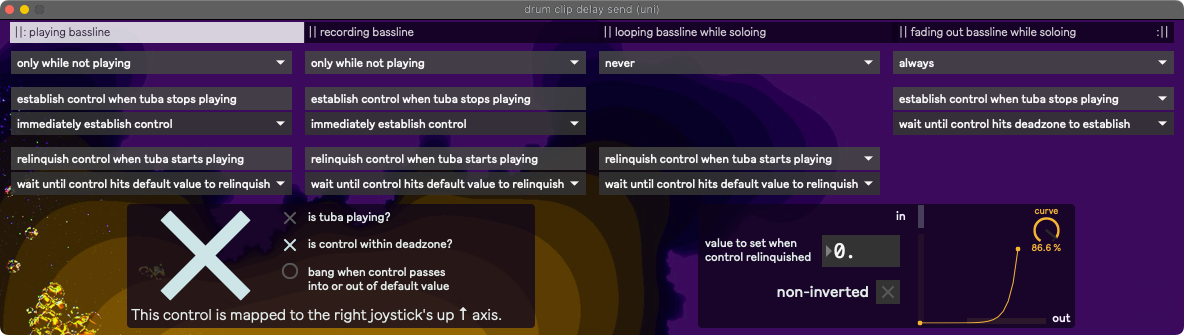 drum clip delay send (uni)
||: playing bassline
|| recording bassline
|| looping bassline while soloing
|| fading out bassline while soloing :||
only while not playing
only while not playing
never
always
establish control when tuba stops playing
establish control when tuba stops playing
establish control when tuba stops playing
immediately establish control
immediately establish control
wait until control hits deadzone to establish
relinquish control when tuba starts playing
relinquish control when tuba starts playing
relinquish control when tuba starts playing
wait until control hits default value to relinquish
wait until control hits default value to relinquish
wait until control hits default value to relinquish
is tuba playing?
is control within deadzone?
bang when control passes
into or out of default value
This control is mapped to the right joystick's up ↑ axis.
in
curve
86.6 %
value to set when
control relinquished
0.
non-inverted
out